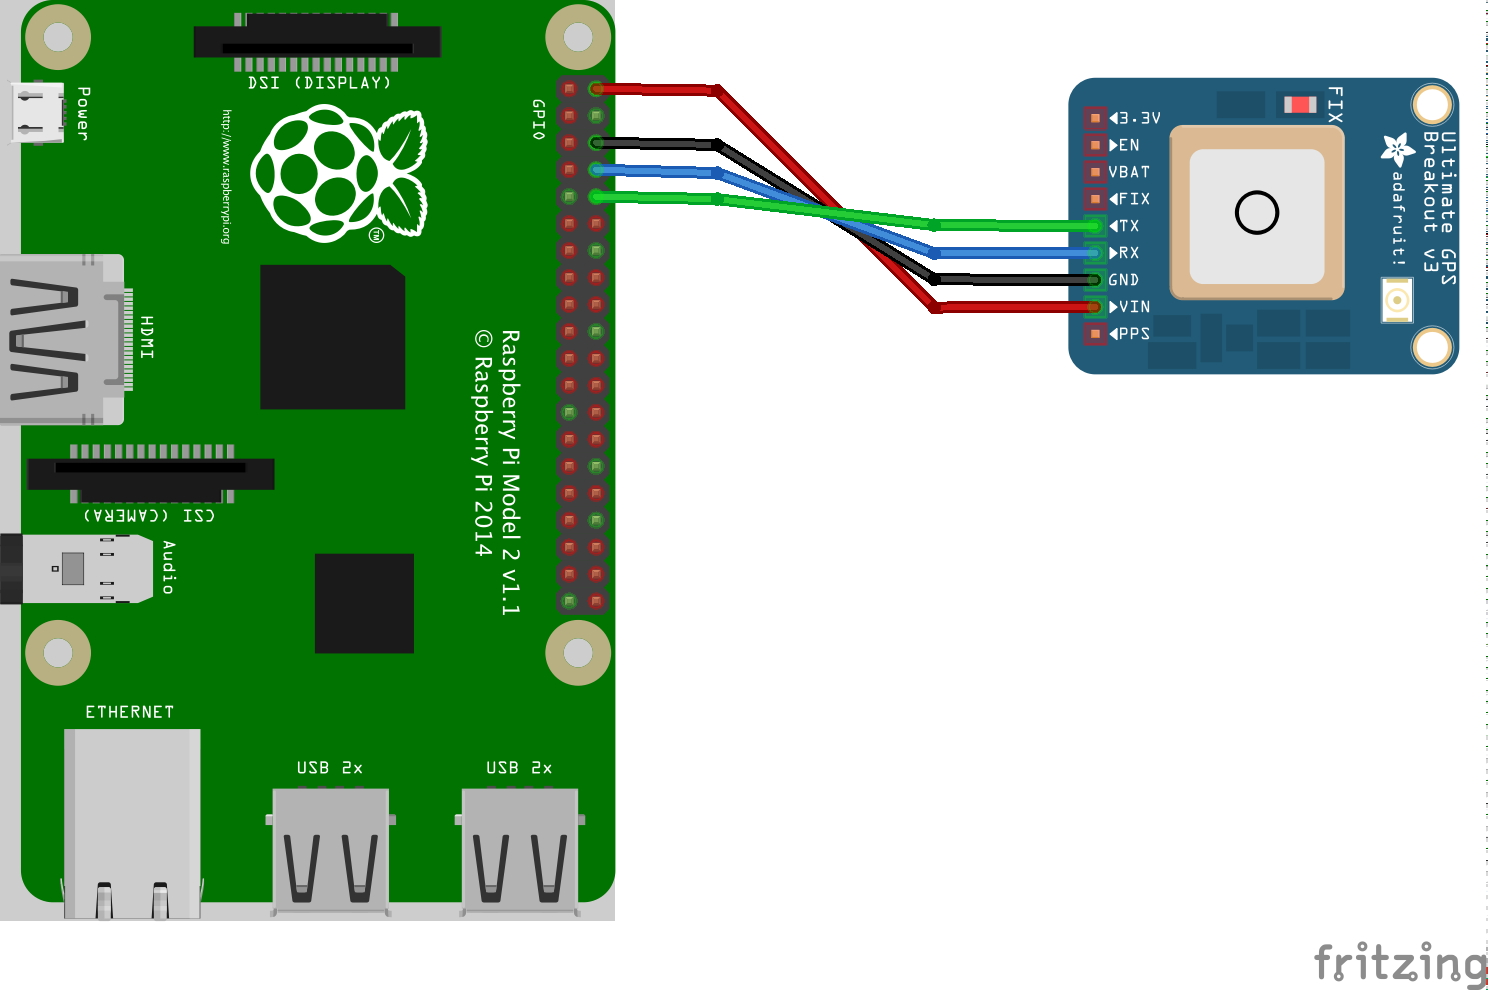 DSI (DISPLAY)
Power
http://www.raspberrypi.org
GPIO
TM
HDMI
Raspberry Pi Model 2 v1.1
© Raspberry Pi 2014
CSI (CAMERA)
Audio
ETHERNET
USB 2x
USB 2x
3.3V
EN
VBAT
FIX
TX
RX
GND
VIN
PPS
FIX
Ultimate GPS
Breakout v3
adafruit!
fritzing